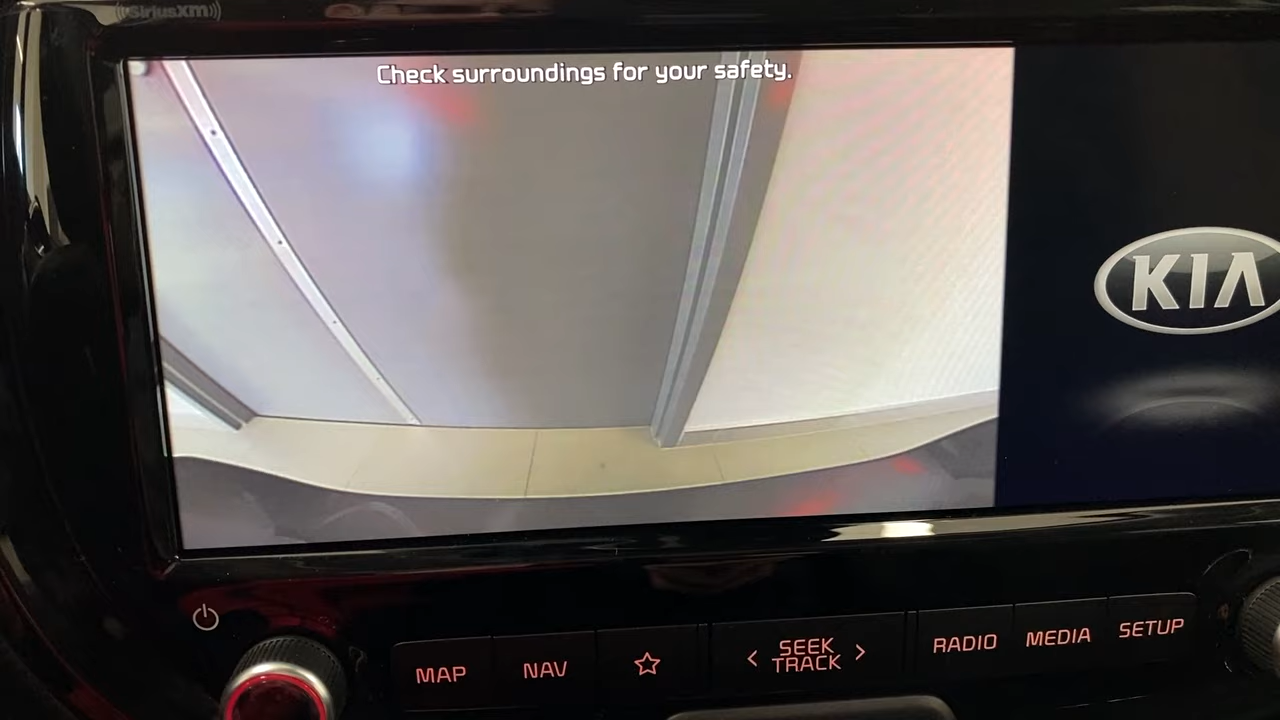 SiriusXM
Check surroundings for your safety.
KIA
MAP
NAV
SEEK
TRACK
RADIO
MEDIA
SETUP